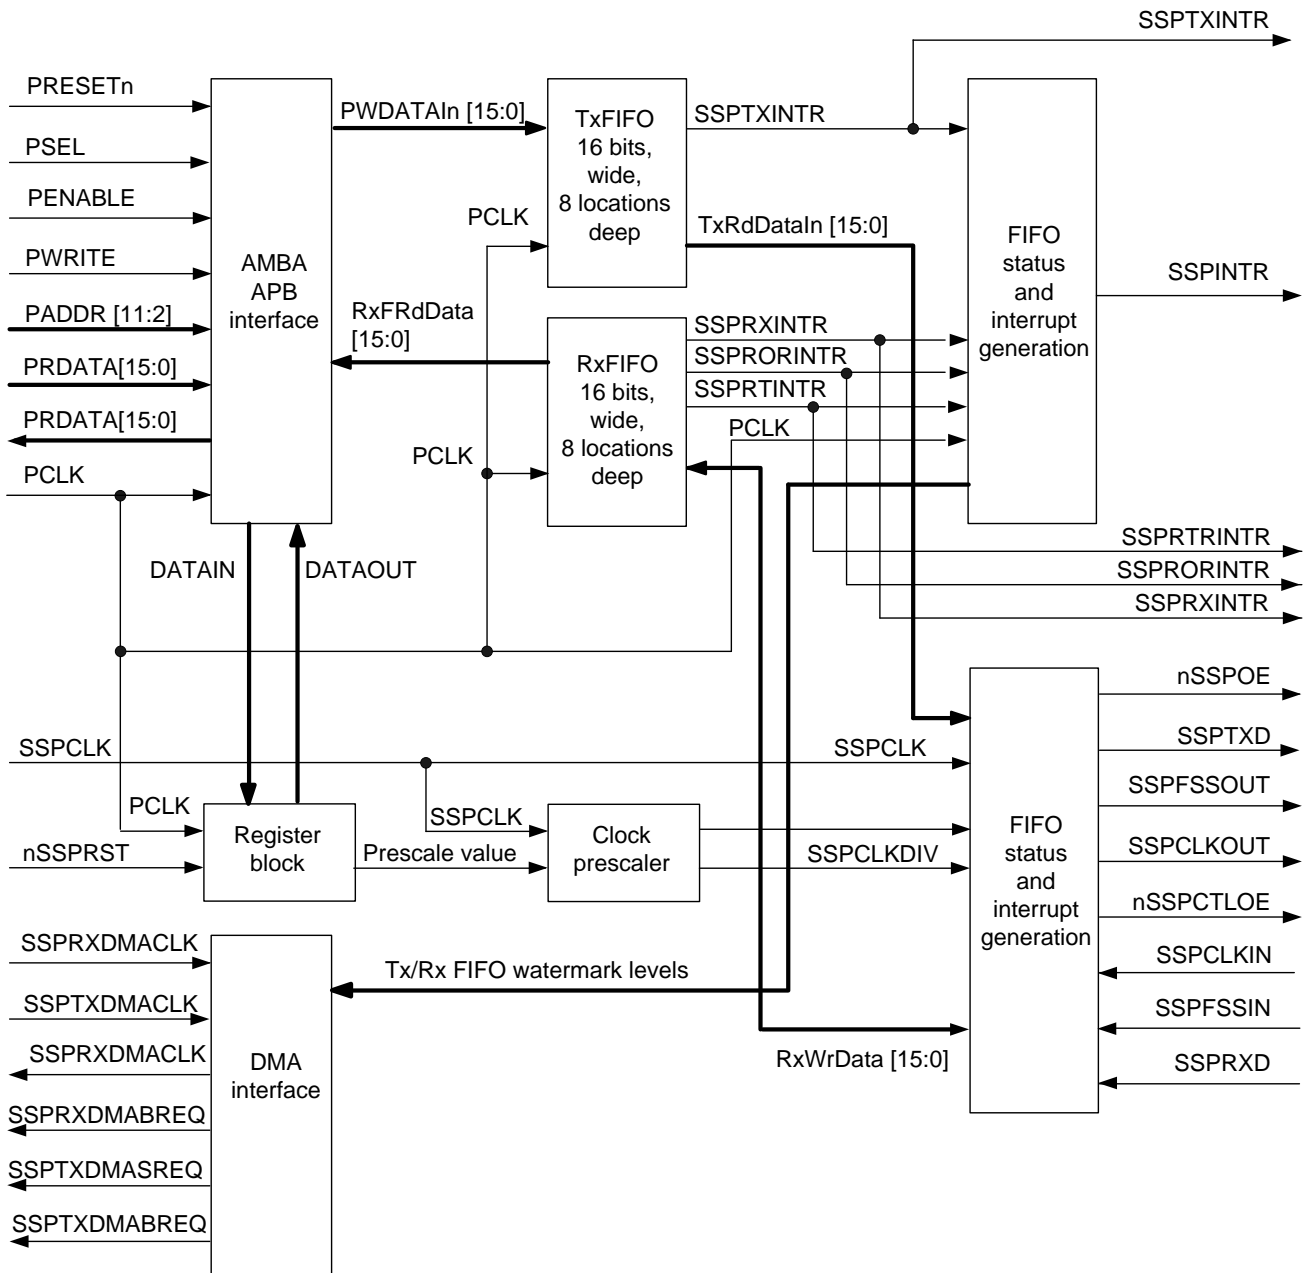 SSPTXINTR
PRESETn
PSEL
PENABLE
PWRITE
PADDR [11:2]
PRDATA[15:0]
PRDATA[15:0]
PCLK
AMBA
APB
interface
PWDATAIn [15:0]
PCLK
RxFRdData
[15:0]
PCLK
TxFIFO
16 bits,
wide,
8 locations
deep
SSPTXINTR
TxRdDataIn [15:0]
RxFIFO
16 bits,
wide,
8 locations
deep
SSPRXINTR
SSPRORINTR
SSPRTINTR
PCLK
FIFO
status
and
interrupt
generation
SSPINTR
SSPRTRINTR
SSPRORINTR
SSPRXINTR
DATAIN
DATAOUT
SSPCLK
PCLK
nSSPRST
Register
block
SSPCLK
Prescale value
Clock
prescaler
SSPCLK
SSPCLKDIV
FIFO
status
and
interrupt
generation
nSSPOE
SSPTXD
SSPFSSOUT
SSPCLKOUT
nSSPCTLOE
SSPCLKIN
SSPFSSIN
SSPRXD
SSPRXDMACLK
SSPTXDMACLK
SSPRXDMACLK
SSPRXDMABREQ
SSPTXDMASREQ
SSPTXDMABREQ
DMA
interface
Tx/Rx FIFO watermark levels
RxWrData [15:0]